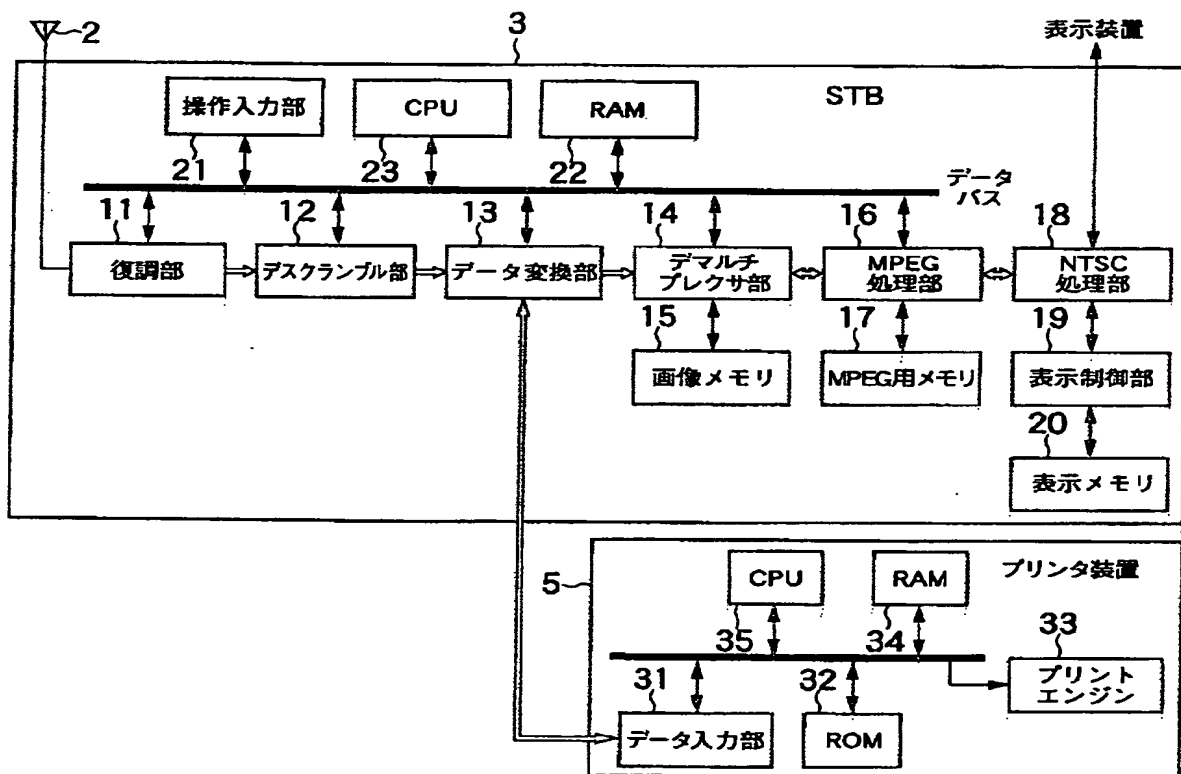 2
3
表示装置
STB
操作入力部
CPU
RAM
21
23
22
データ
バス
11
12
13
14
16
18
復調部
デスクランブル部
データ変換部
デマルチ
プレクサ部
MPEG
処理部
NTSC
処理部
15
17
19
画像メモリ
MPEG用メモリ
表示制御部
20
表示メモリ
5
プリンタ装置
CPU
RAM
35
34
33
プリント
エンジン
31
32
データ入力部
ROM